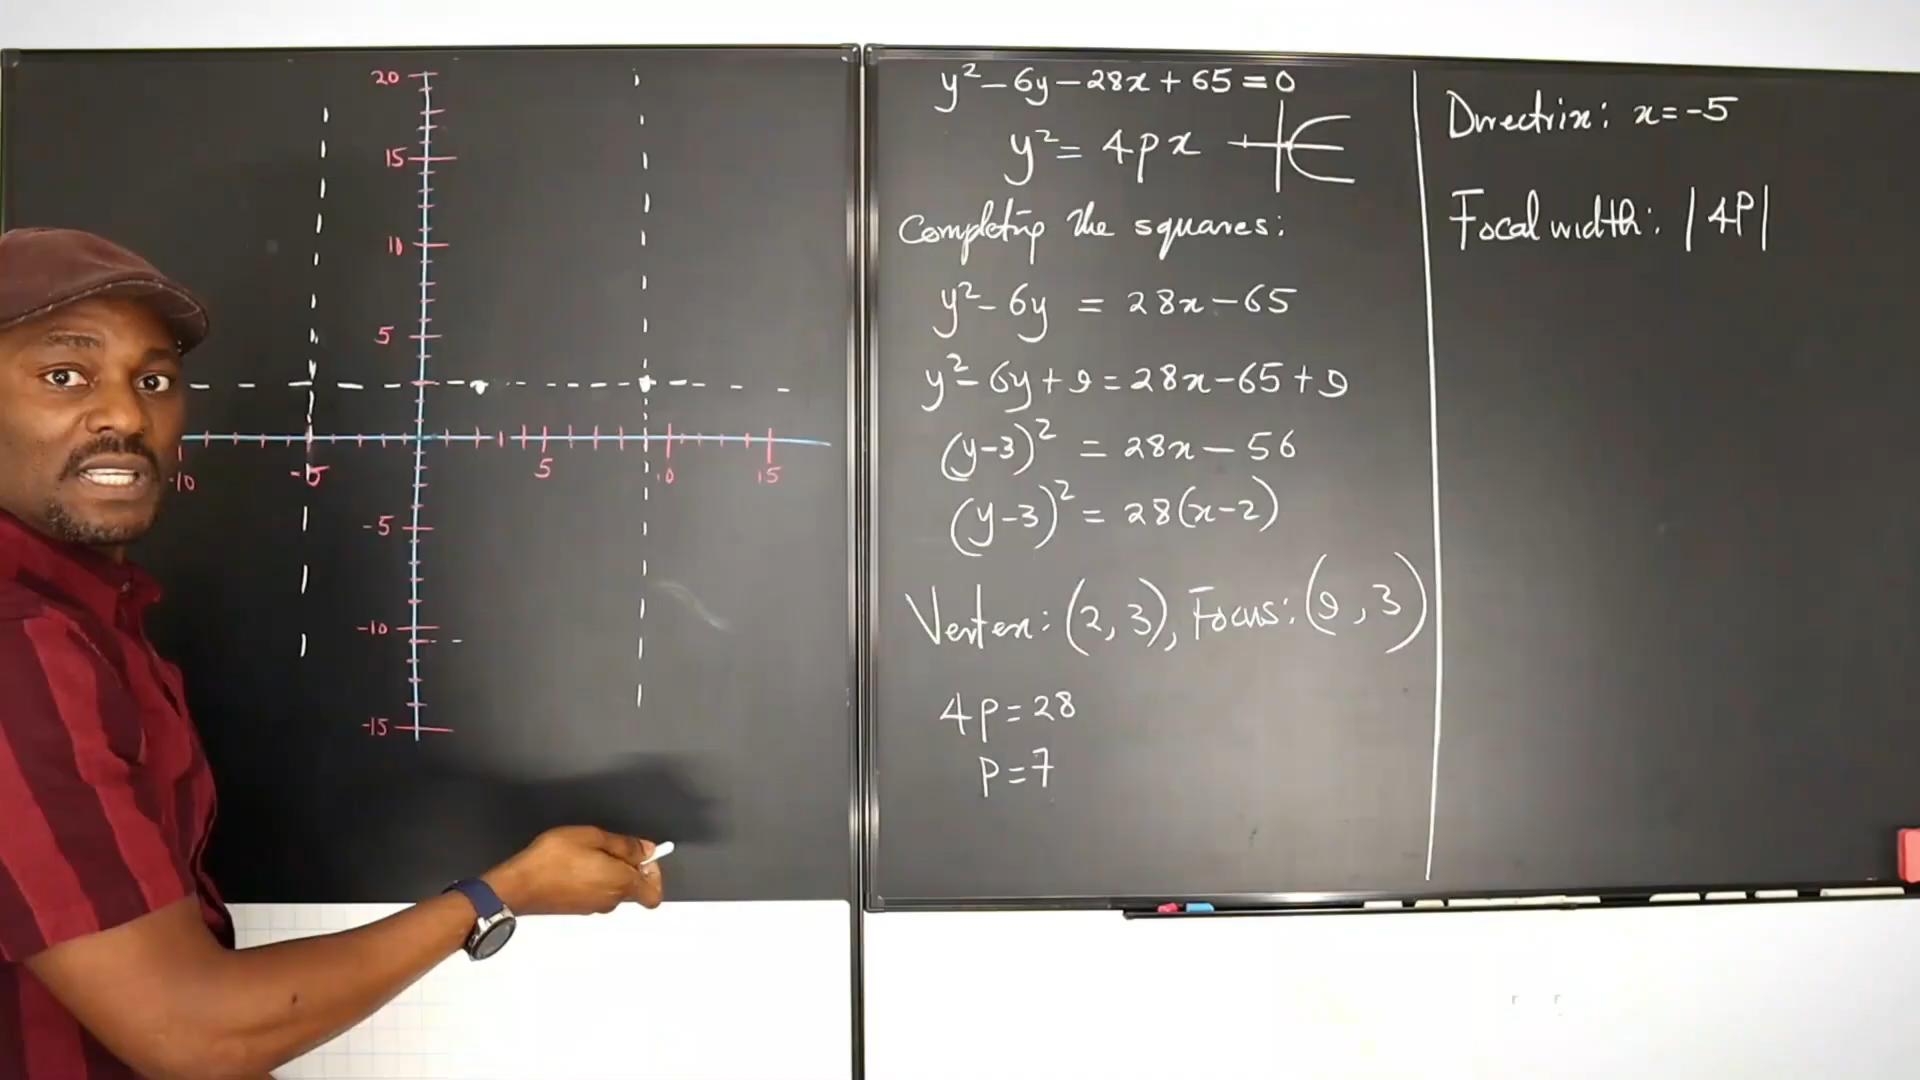 20
15
10
5
-10 -5 5 10 15
-5
-10
-15
y² - 6y - 28x + 65 = 0
y² = 4px
Completing the squares:
y² - 6y = 28x - 65
y² - 6y + 9 = 28x - 65 + 9
(y-3)² = 28x - 56
(y-3)² = 28(x-2)
Vertex: (2, 3), Focus: (9, 3)
4p = 28
P = 7
Directrix: x = -5
Focal width: |4P|